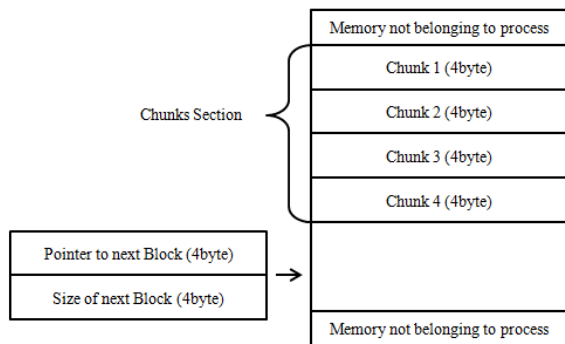 Memory not belonging to process
Chunk 1 (4byte)
Chunk 2 (4byte)
Chunks Section
Chunk 3 (4byte)
Chunk 4 (4byte)
Pointer to next Block (4byte)
Size of next Block (4byte)
Memory not belonging to process